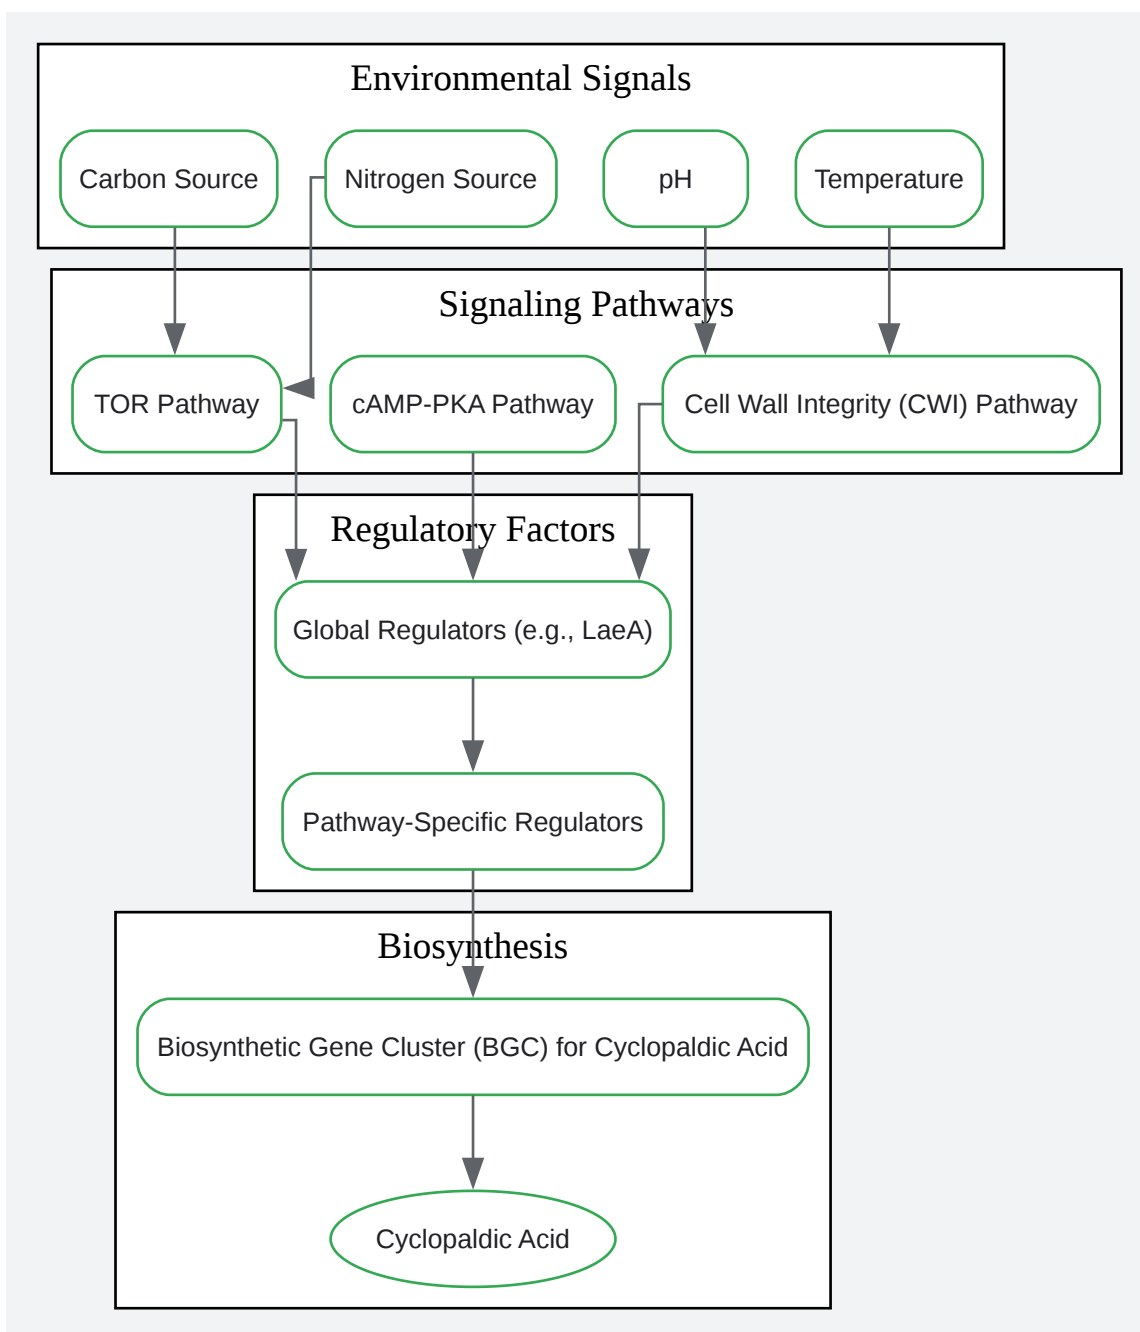 Environmental Signals
Carbon Source
Nitrogen Source
pH
Temperature
Signaling Pathways
TOR Pathway
cAMP-PKA Pathway
Cell Wall Integrity (CWI) Pathway
Regulatory Factors
Global Regulators (e.g., LaeA)
Pathway-Specific Regulators
Biosynthesis
Biosynthetic Gene Cluster (BGC) for Cyclopaldic Acid
Cyclopaldic Acid